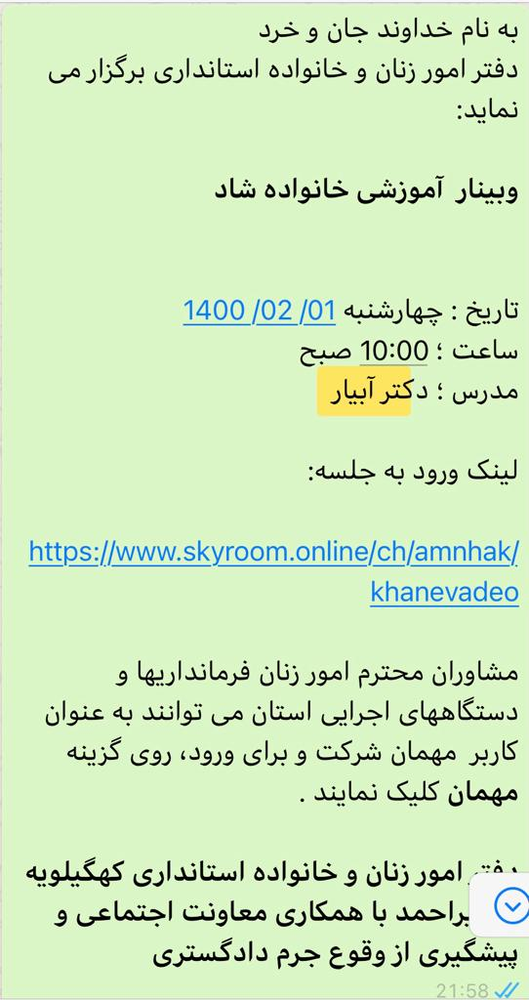 به نام خداوند جان و خرد
دفتر امور زنان و خانواده استانداری برگزار می
نماید:
وبینار آموزشی خانواده شاد
تاریخ : چهارشنبه 01/ 02/ 1400
ساعت ؛ 10:00 صبح
مدرس ؛ دکتر آبیار
لینک ورود به جلسه:
https://www.skyroom.online/ch/amnhak/
khanevadeo
مشاوران محترم امور زنان فرمانداریها و
دستگاههای اجرایی استان می توانند به عنوان
کاربر مهمان شرکت و برای ورود، روی گزینه
مهمان کلیک نمایند .
دفتر امور زنان و خانواده استانداری کهگیلویه
با همکاری معاونت اجتماعی و
پیشگیری از وقوع جرم دادگستری
21:58